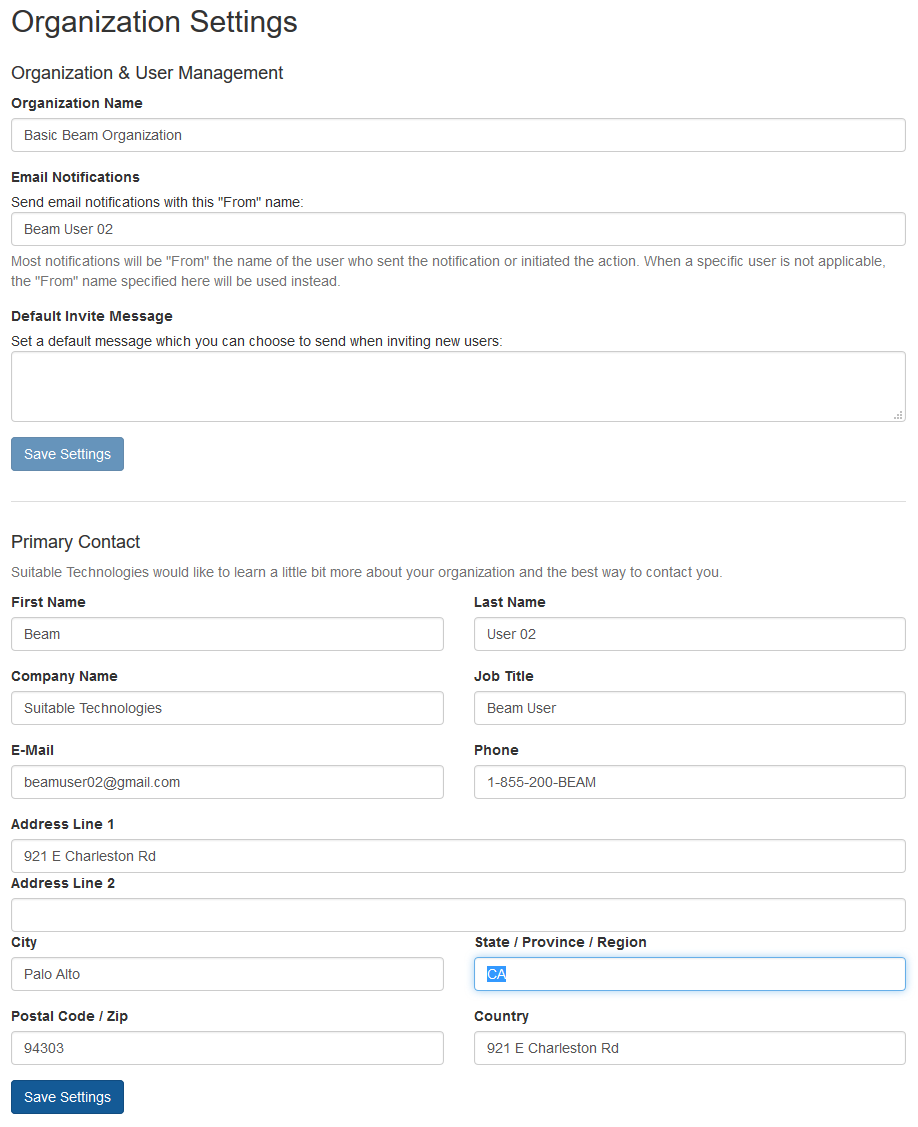 Organization Settings
Organization & User Management
Organization Name
Basic Beam Organization
Email Notifications
Send email notifications with this "From" name:
Beam User 02
Most notifications will be "From" the name of the user who sent the notification or initiated the action. When a specific user is not applicable,
the "From" name specified here will be used instead.
Default Invite Message
Set a default message which you can choose to send when inviting new users:
Save Settings
Primary Contact
Suitable Technologies would like to learn a little bit more about your organization and the best way to contact you.
First Name
Last Name
Beam
User 02
Company Name
Job Title
Suitable Technologies
Beam User
E-Mail
Phone
beamuser02@gmail.com
1-855-200-BEAM
Address Line 1
921 E Charleston Rd
Address Line 2
City
State / Province / Region
Palo Alto
CA
Postal Code / Zip
Country
94303
921 E Charleston Rd
Save Settings